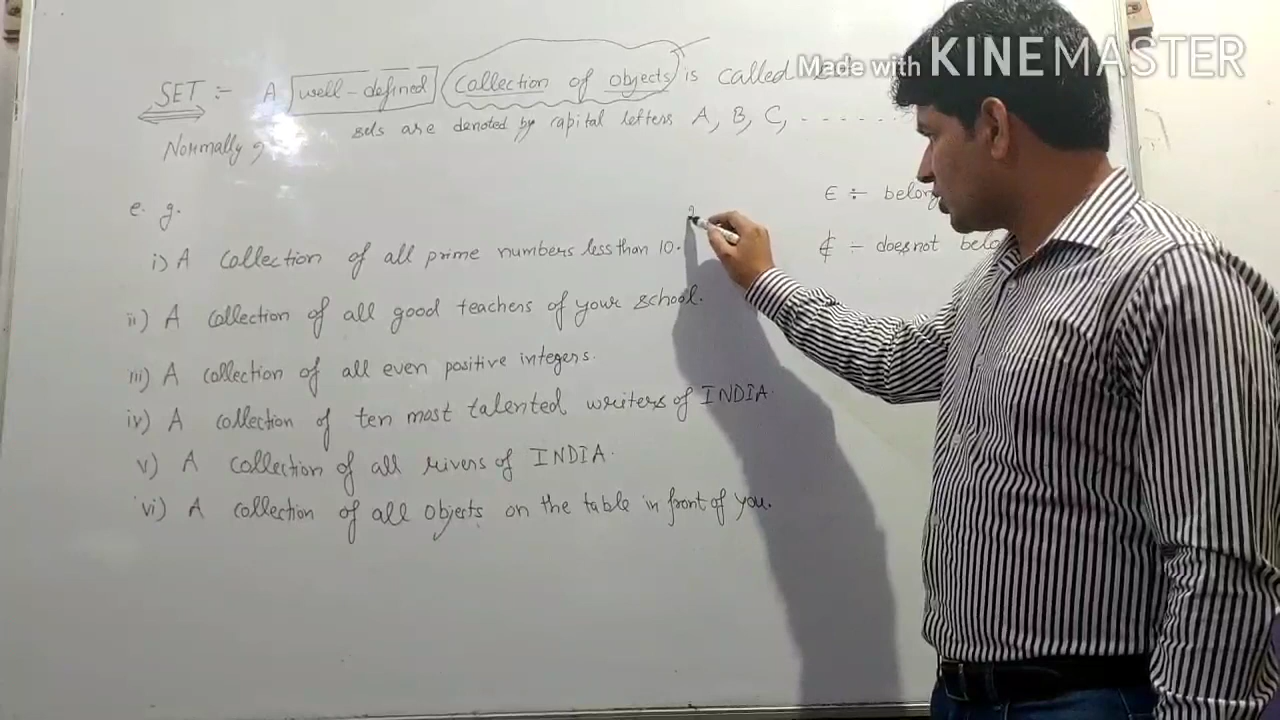 Made with KINEMASTER
SET :- A well-defined collection of objects is called
Normally sets are denoted by capital letters A, B, C, - - - - - -
e. g.
∈ ÷
∉ - does not
i) A collection of all prime numbers less than 10.
ii) A collection of all good teachers of your school.
iii) A collection of all even positive integers.
iv) A collection of ten most talented writers of INDIA.
v) A collection of all rivers of INDIA.
vi) A collection of all objects on the table in front of you.